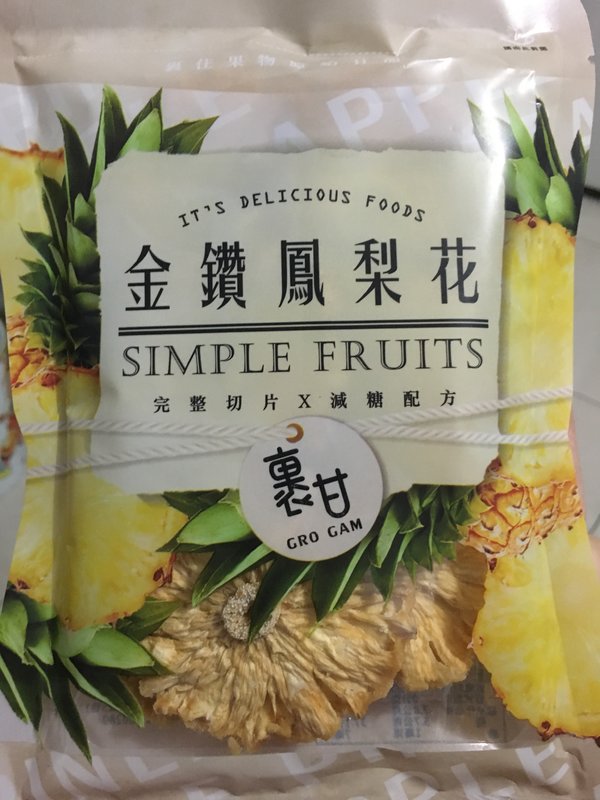 IT'S DELICIOUS FOODS
金鑽鳳梨花
SIMPLE FRUITS
完整切片X減糖配方
裹甘
GRO GAM